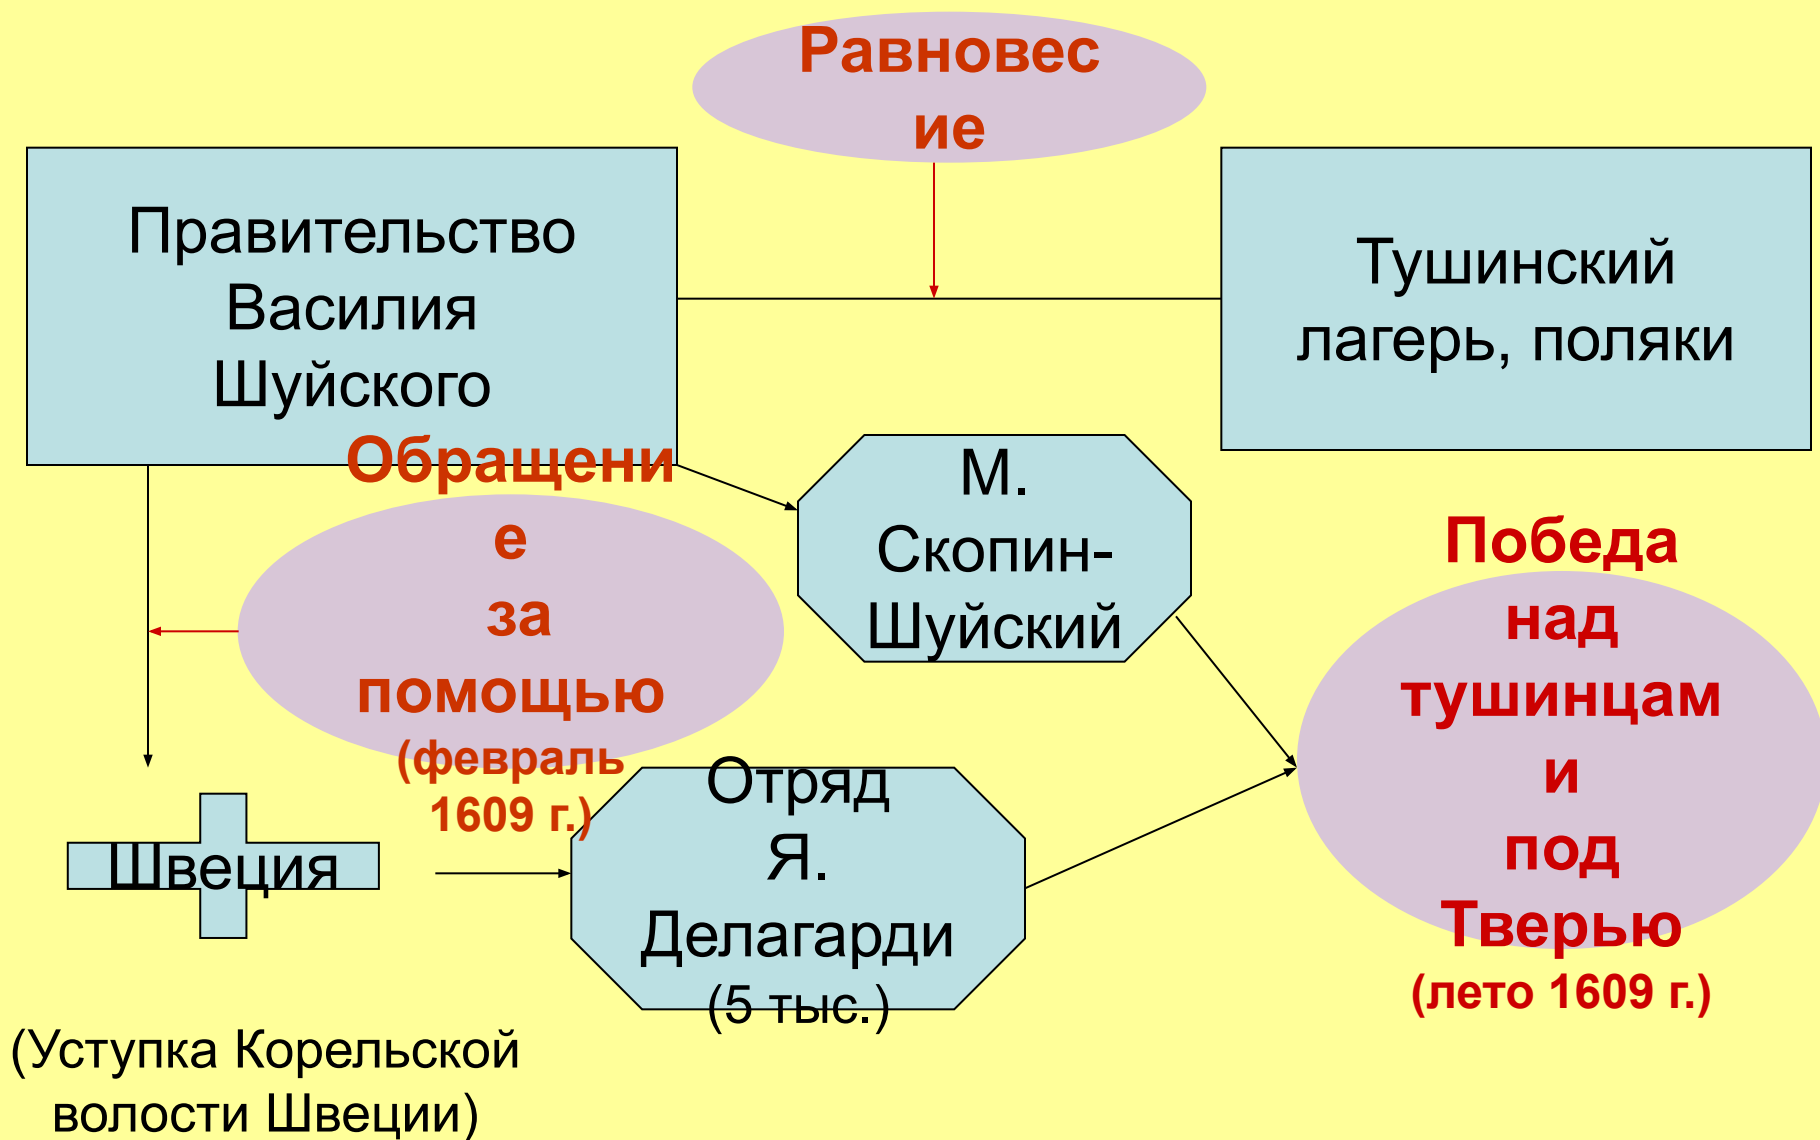 Равновес
ие
Правительство
Василия
Шуйского
Тушинский
лагерь, поляки
Обращени
е
за
помощью
(февраль
1609 г.)
М.
Скопин-
Шуйский
Победа
над
тушинцам
и
под
Тверью
(лето 1609 г.)
Швеция
Отряд
Я.
Делагарди
(5 тыс.)
(Уступка Корельской
волости Швеции)